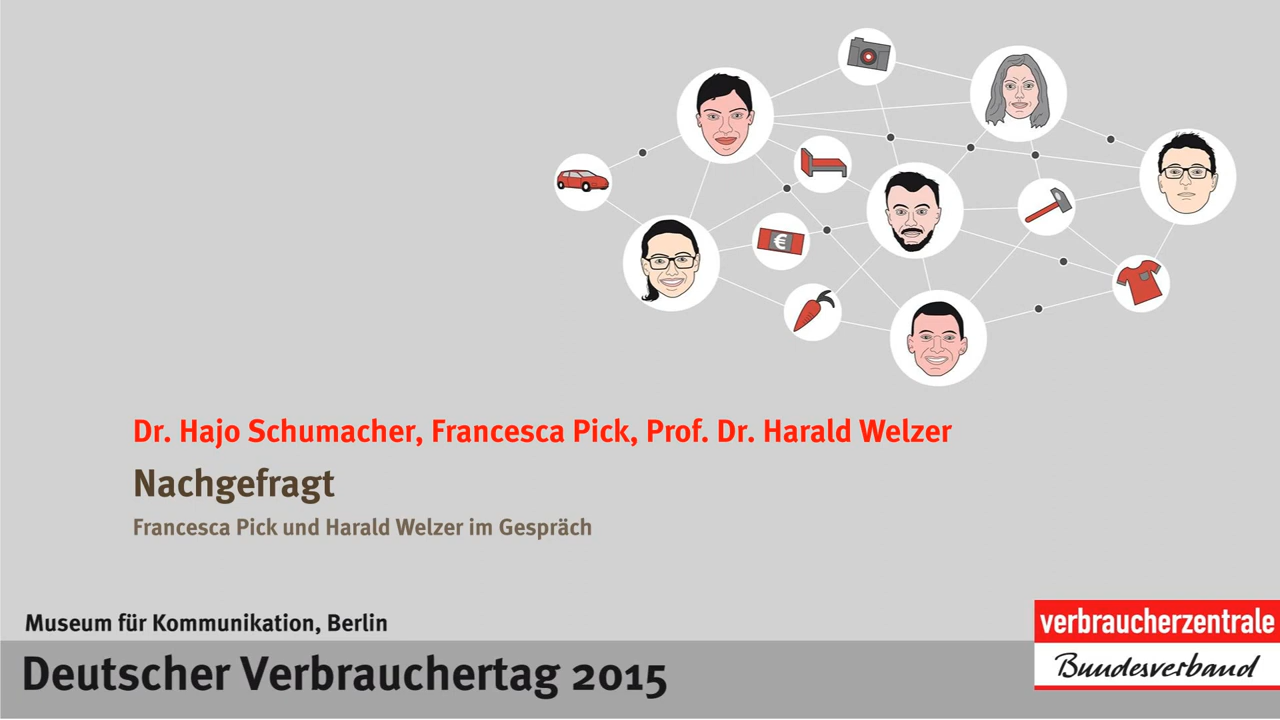 €
Dr. Hajo Schumacher, Francesca Pick, Prof. Dr. Harald Welzer
Nachgefragt
Francesca Pick und Harald Welzer im Gespräch
Museum für Kommunikation, Berlin
Deutscher Verbrauchertag 2015
verbraucherzentrale
Bundesverband